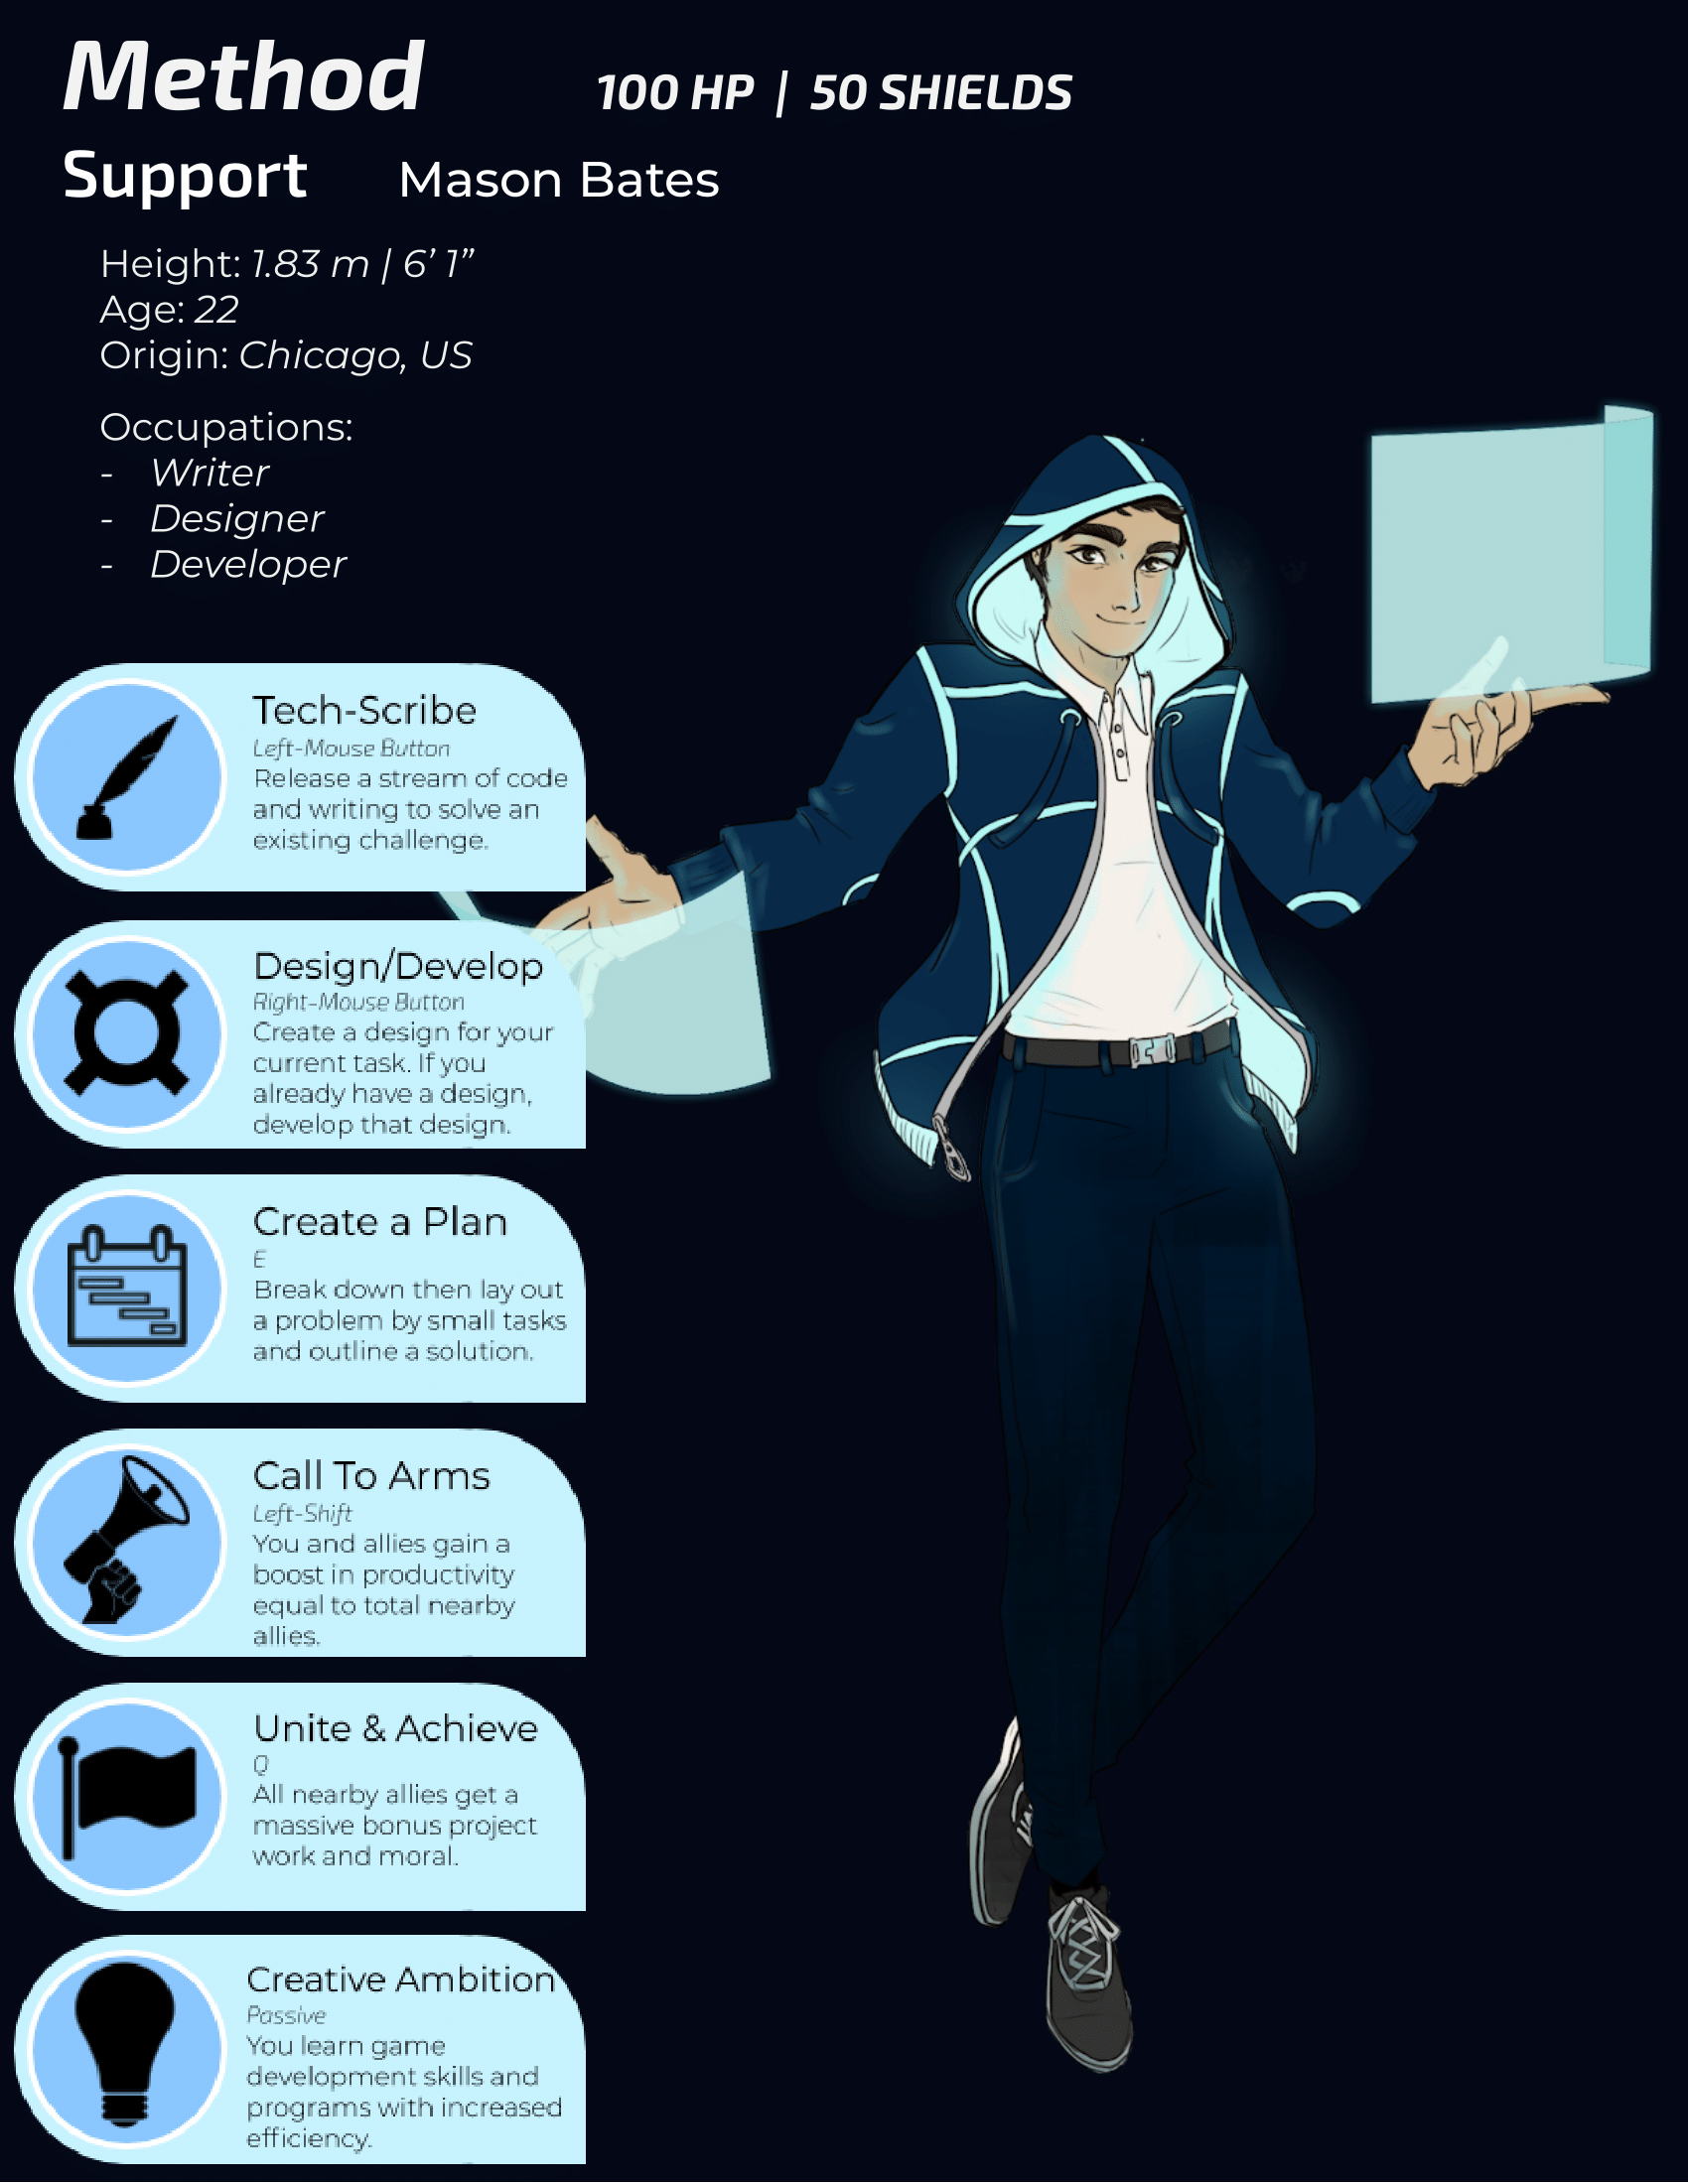 Method
100 HP | 50 SHIELDS
Support
Mason Bates
Height: 1.83 m | 6’ 1”
Age: 22
Origin: Chicago, US
Occupations:
- Writer
- Designer
- Developer
Tech-Scribe
Left-Mouse Button
Release a stream of code
and writing to solve an
existing challenge.
Design/Develop
Right-Mouse Button
Create a design for your
current task. If you
already have a design,
develop that design.
Create a Plan
E
Break down then lay out
a problem by small tasks
and outline a solution.
Call To Arms
Left-Shift
You and allies gain a
boost in productivity
equal to total nearby
allies.
Unite & Achieve
Q
All nearby allies get a
massive bonus project
work and moral.
Creative Ambition
Passive
You learn game
development skills and
programs with increased
efficiency.